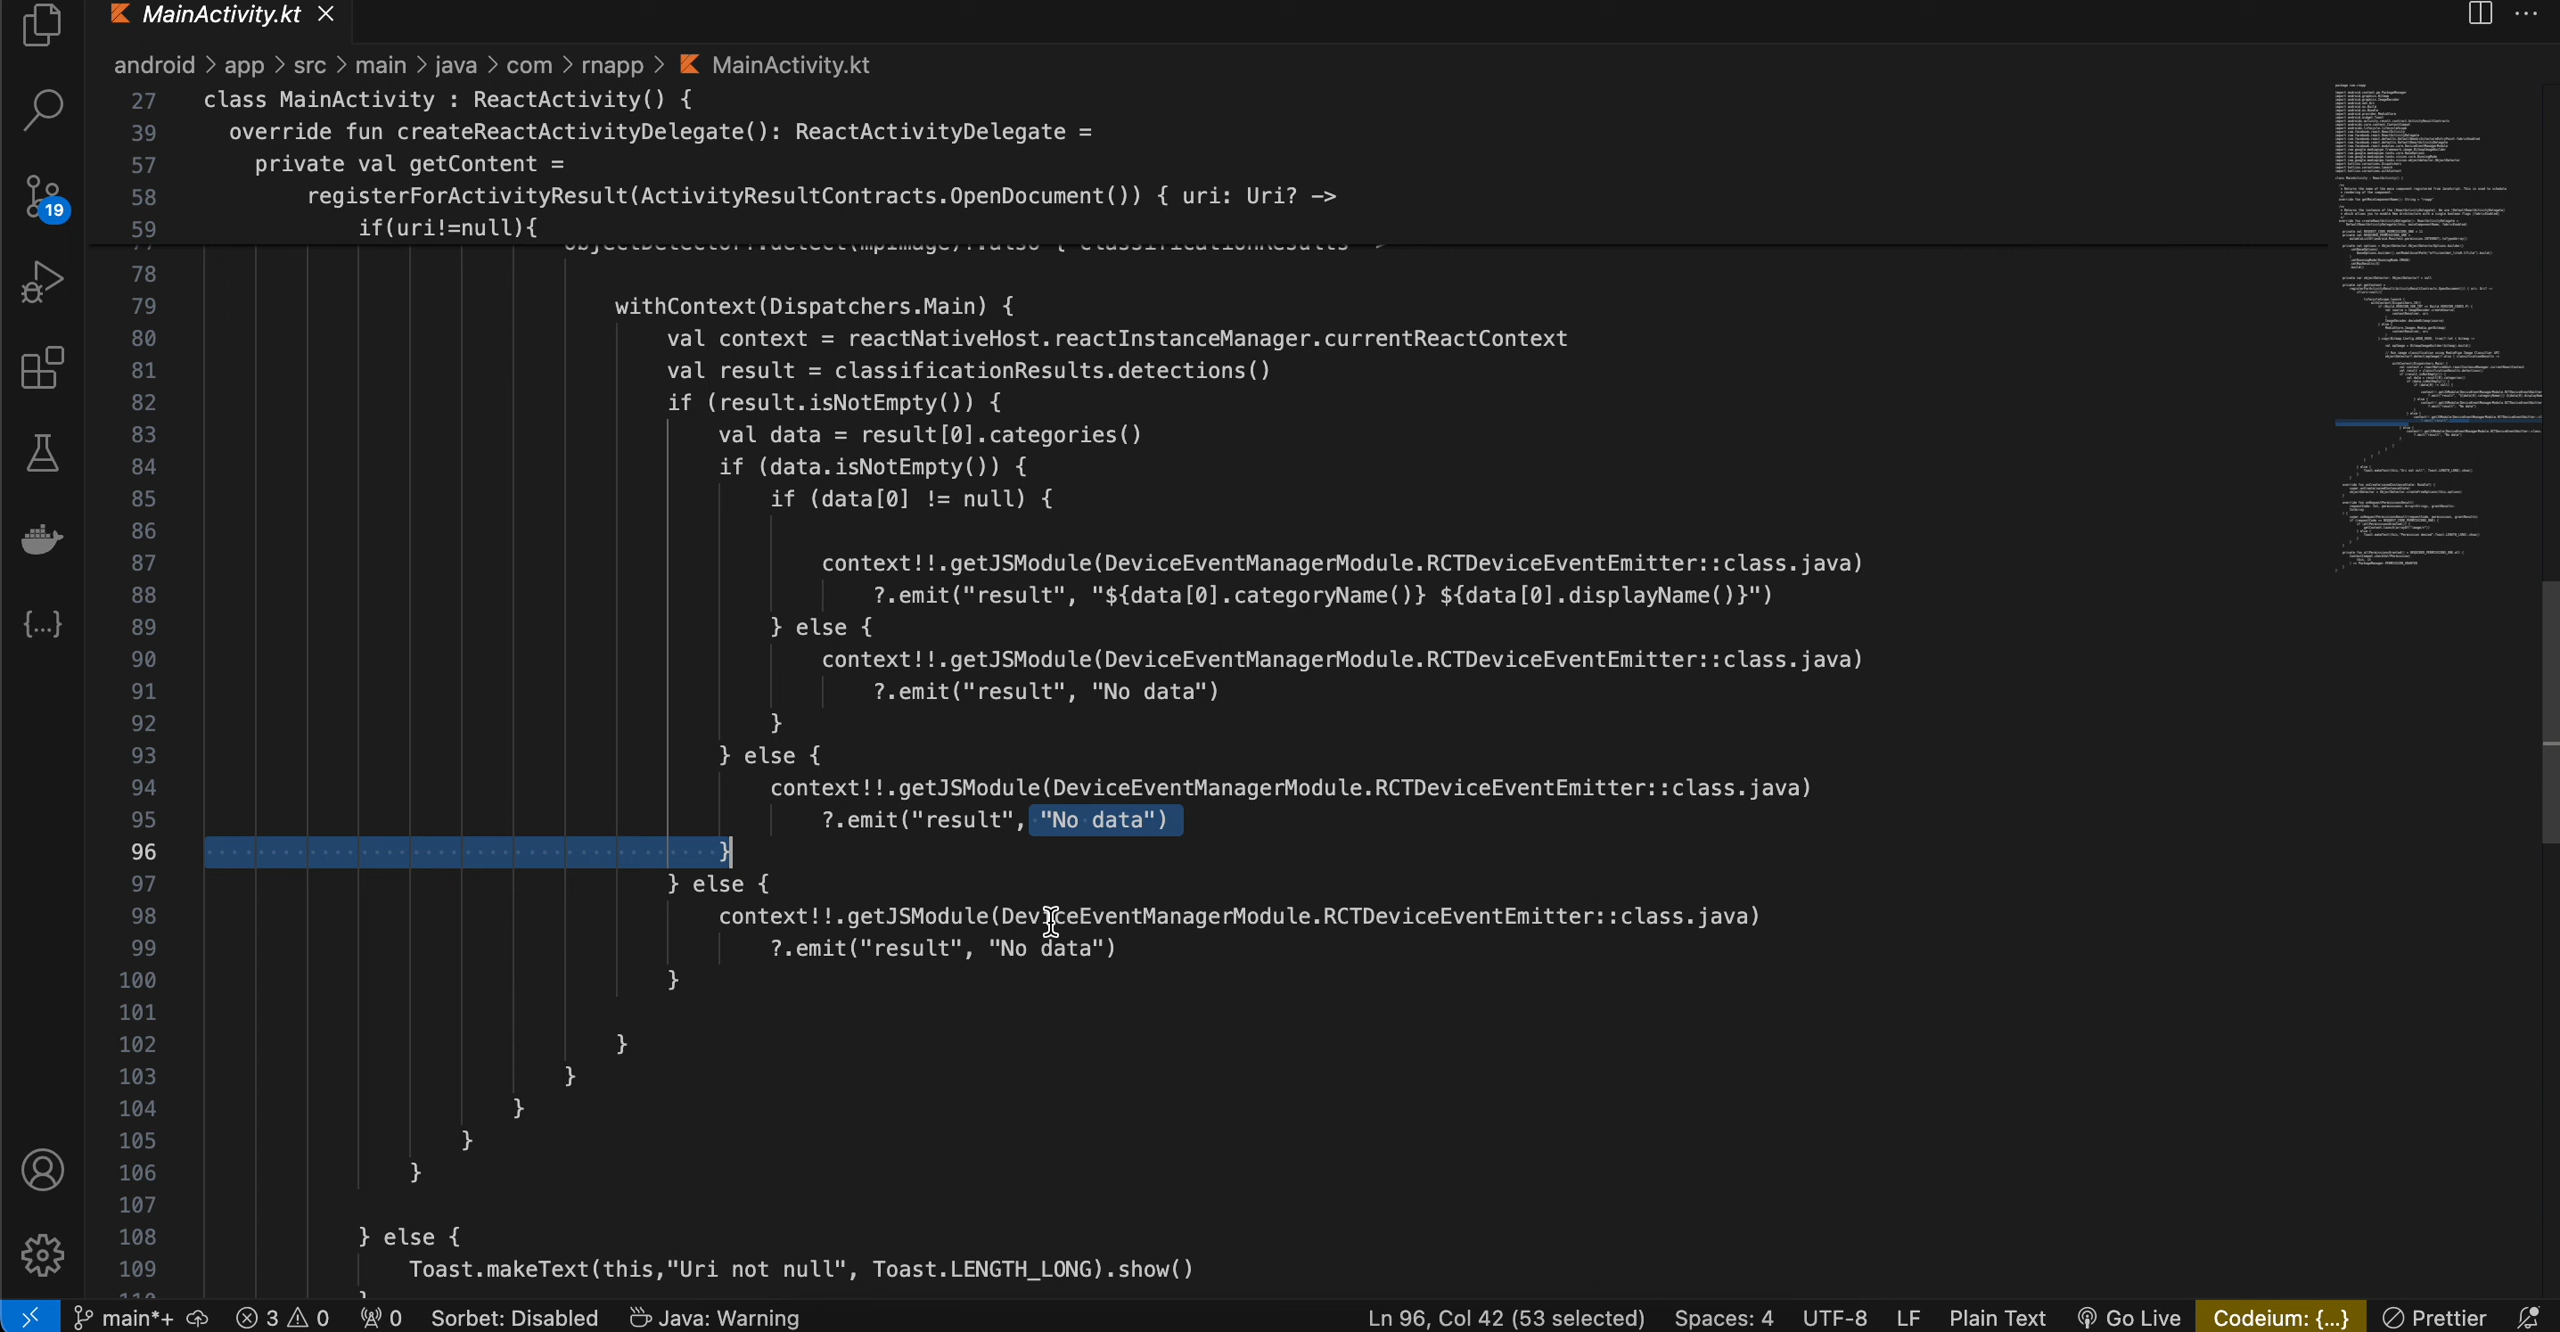 MainActivity.kt
android > app > src > main > java > com > rnapp > MainActivity.kt
27 class MainActivity : ReactActivity() {
39 override fun createReactActivityDelegate(): ReactActivityDelegate =
57 private val getContent =
58 registerForActivityResult(ActivityResultContracts.OpenDocument()) { uri: Uri? ->
59 if(uri!=null){
78
79 withContext(Dispatchers.Main) {
80 val context = reactNativeHost.reactInstanceManager.currentReactContext
81 val result = classificationResults.detections()
82 if (result.isNotEmpty()) {
83 val data = result[0].categories()
84 if (data.isNotEmpty()) {
85 if (data[0] != null) {
86
87 context!!.getJSModule(DeviceEventManagerModule.RCTDeviceEventEmitter::class.java)
88 ?.emit("result", "${data[0].categoryName()} ${data[0].displayName()}")
89 } else {
90 context!!.getJSModule(DeviceEventManagerModule.RCTDeviceEventEmitter::class.java)
91 ?.emit("result", "No data")
92 }
93 } else {
94 context!!.getJSModule(DeviceEventManagerModule.RCTDeviceEventEmitter::class.java)
95 ?.emit("result", "No data")
96 }
97 } else {
98 context!!.getJSModule(DeviceEventManagerModule.RCTDeviceEventEmitter::class.java)
99 ?.emit("result", "No data")
100 }
101
102 }
103 }
104 }
105 }
106 }
107
108 } else {
109 Toast.makeText(this,"Uri not null", Toast.LENGTH_LONG).show()
19
{...}
main*+ 3 0 0 Sorbet: Disabled Java: Warning Ln 96, Col 42 (53 selected) Spaces: 4 UTF-8 LF Plain Text Go Live Codeium: {...} Prettier